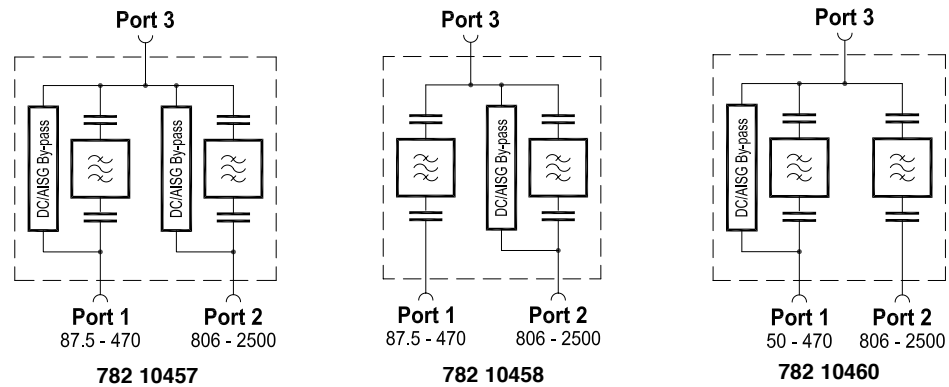 Port 3
DC/AISG By-pass
DC/AISG By-pass
Port 1
87.5 - 470
Port 2
806 - 2500
782 10457
Port 3
DC/AISG By-pass
Port 1
87.5 - 470
Port 2
806 - 2500
782 10458
Port 3
DC/AISG By-pass
Port 1
50 - 470
Port 2
806 - 2500
782 10460